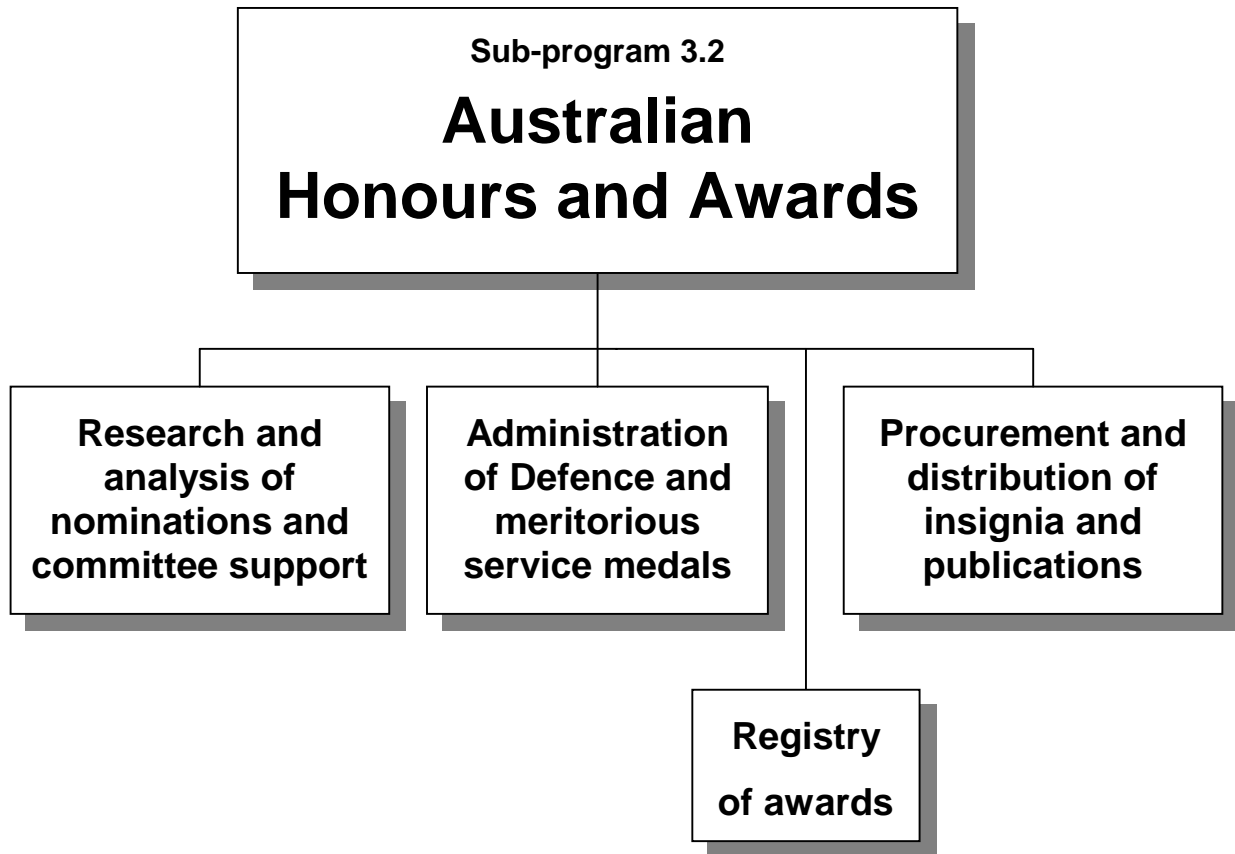 Sub-program 3.2
Australian
Honours and Awards
Research and
analysis of
nominations and
committee support
Administration
of Defence and
meritorious
service medals
Procurement and
distribution of
insignia and
publications
Registry
of awards